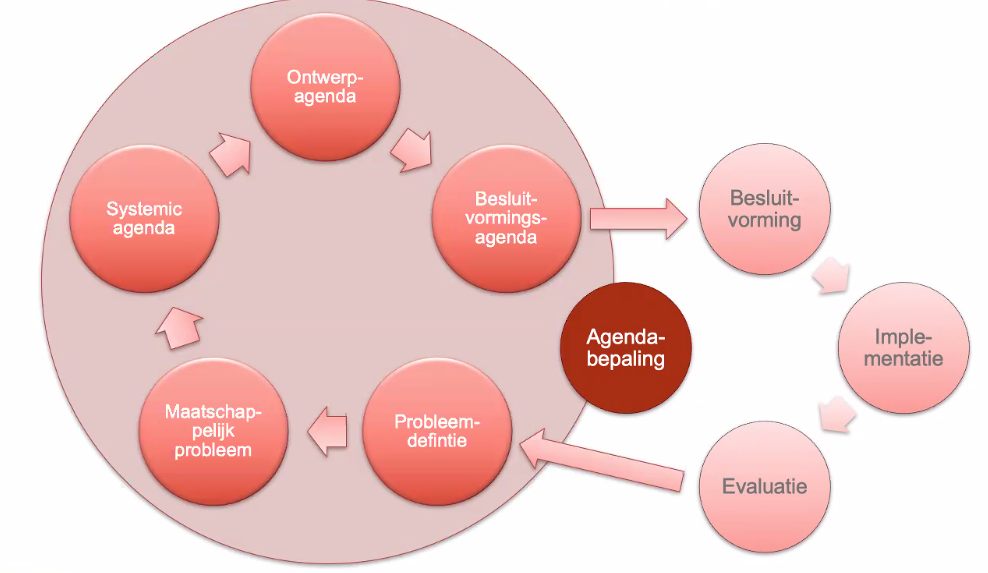 Ontwerp-
agenda
Systemic
agenda
Besluit-
vormings-
agenda
Besluit-
vorming
Agenda-
bepaling
Imple-
mentatie
Maatschap-
pelijk
probleem
Probleem-
defintie
Evaluatie